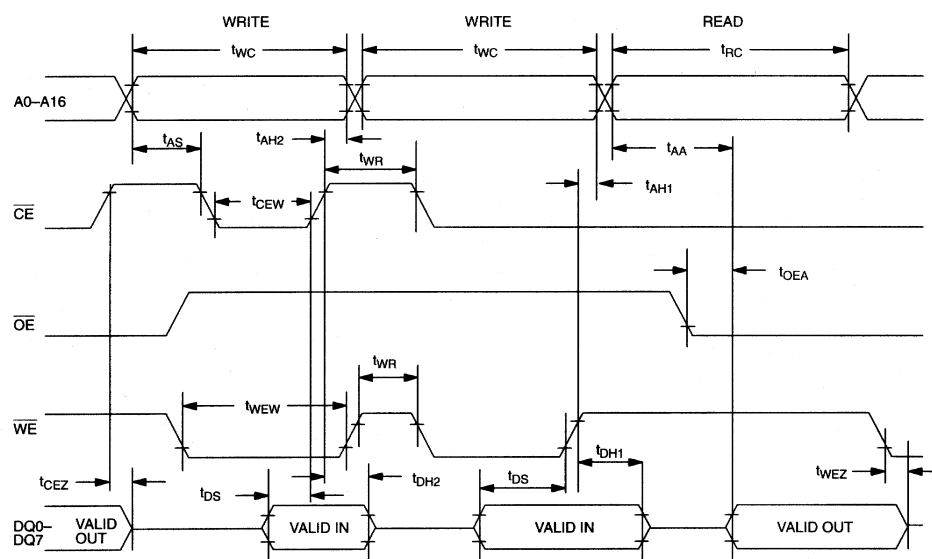 WRITE WRITE READ
tWC tWC tRC
A0–A16
tAS tAH2 tWR tAA
tAH1
CE tCEW
tOEA
OE
tWR
tWEW
WE
tCEZ tDS tDH2 tDS tDH1 tWEZ
DQ0–DQ7 VALID OUT VALID IN VALID IN VALID OUT